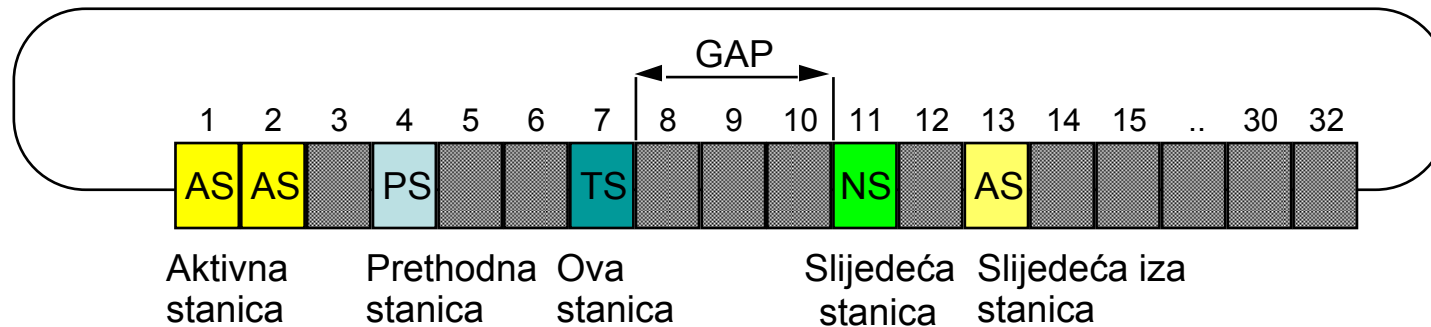 GAP
1 2 3 4 5 6 7 8 9 10 11 12 13 14 15 .. 30 32
AS AS PS TS NS AS
Aktivna Prethodna Ova Slijedeća Slijedeća iza
stanica stanica stanica stanica stanica